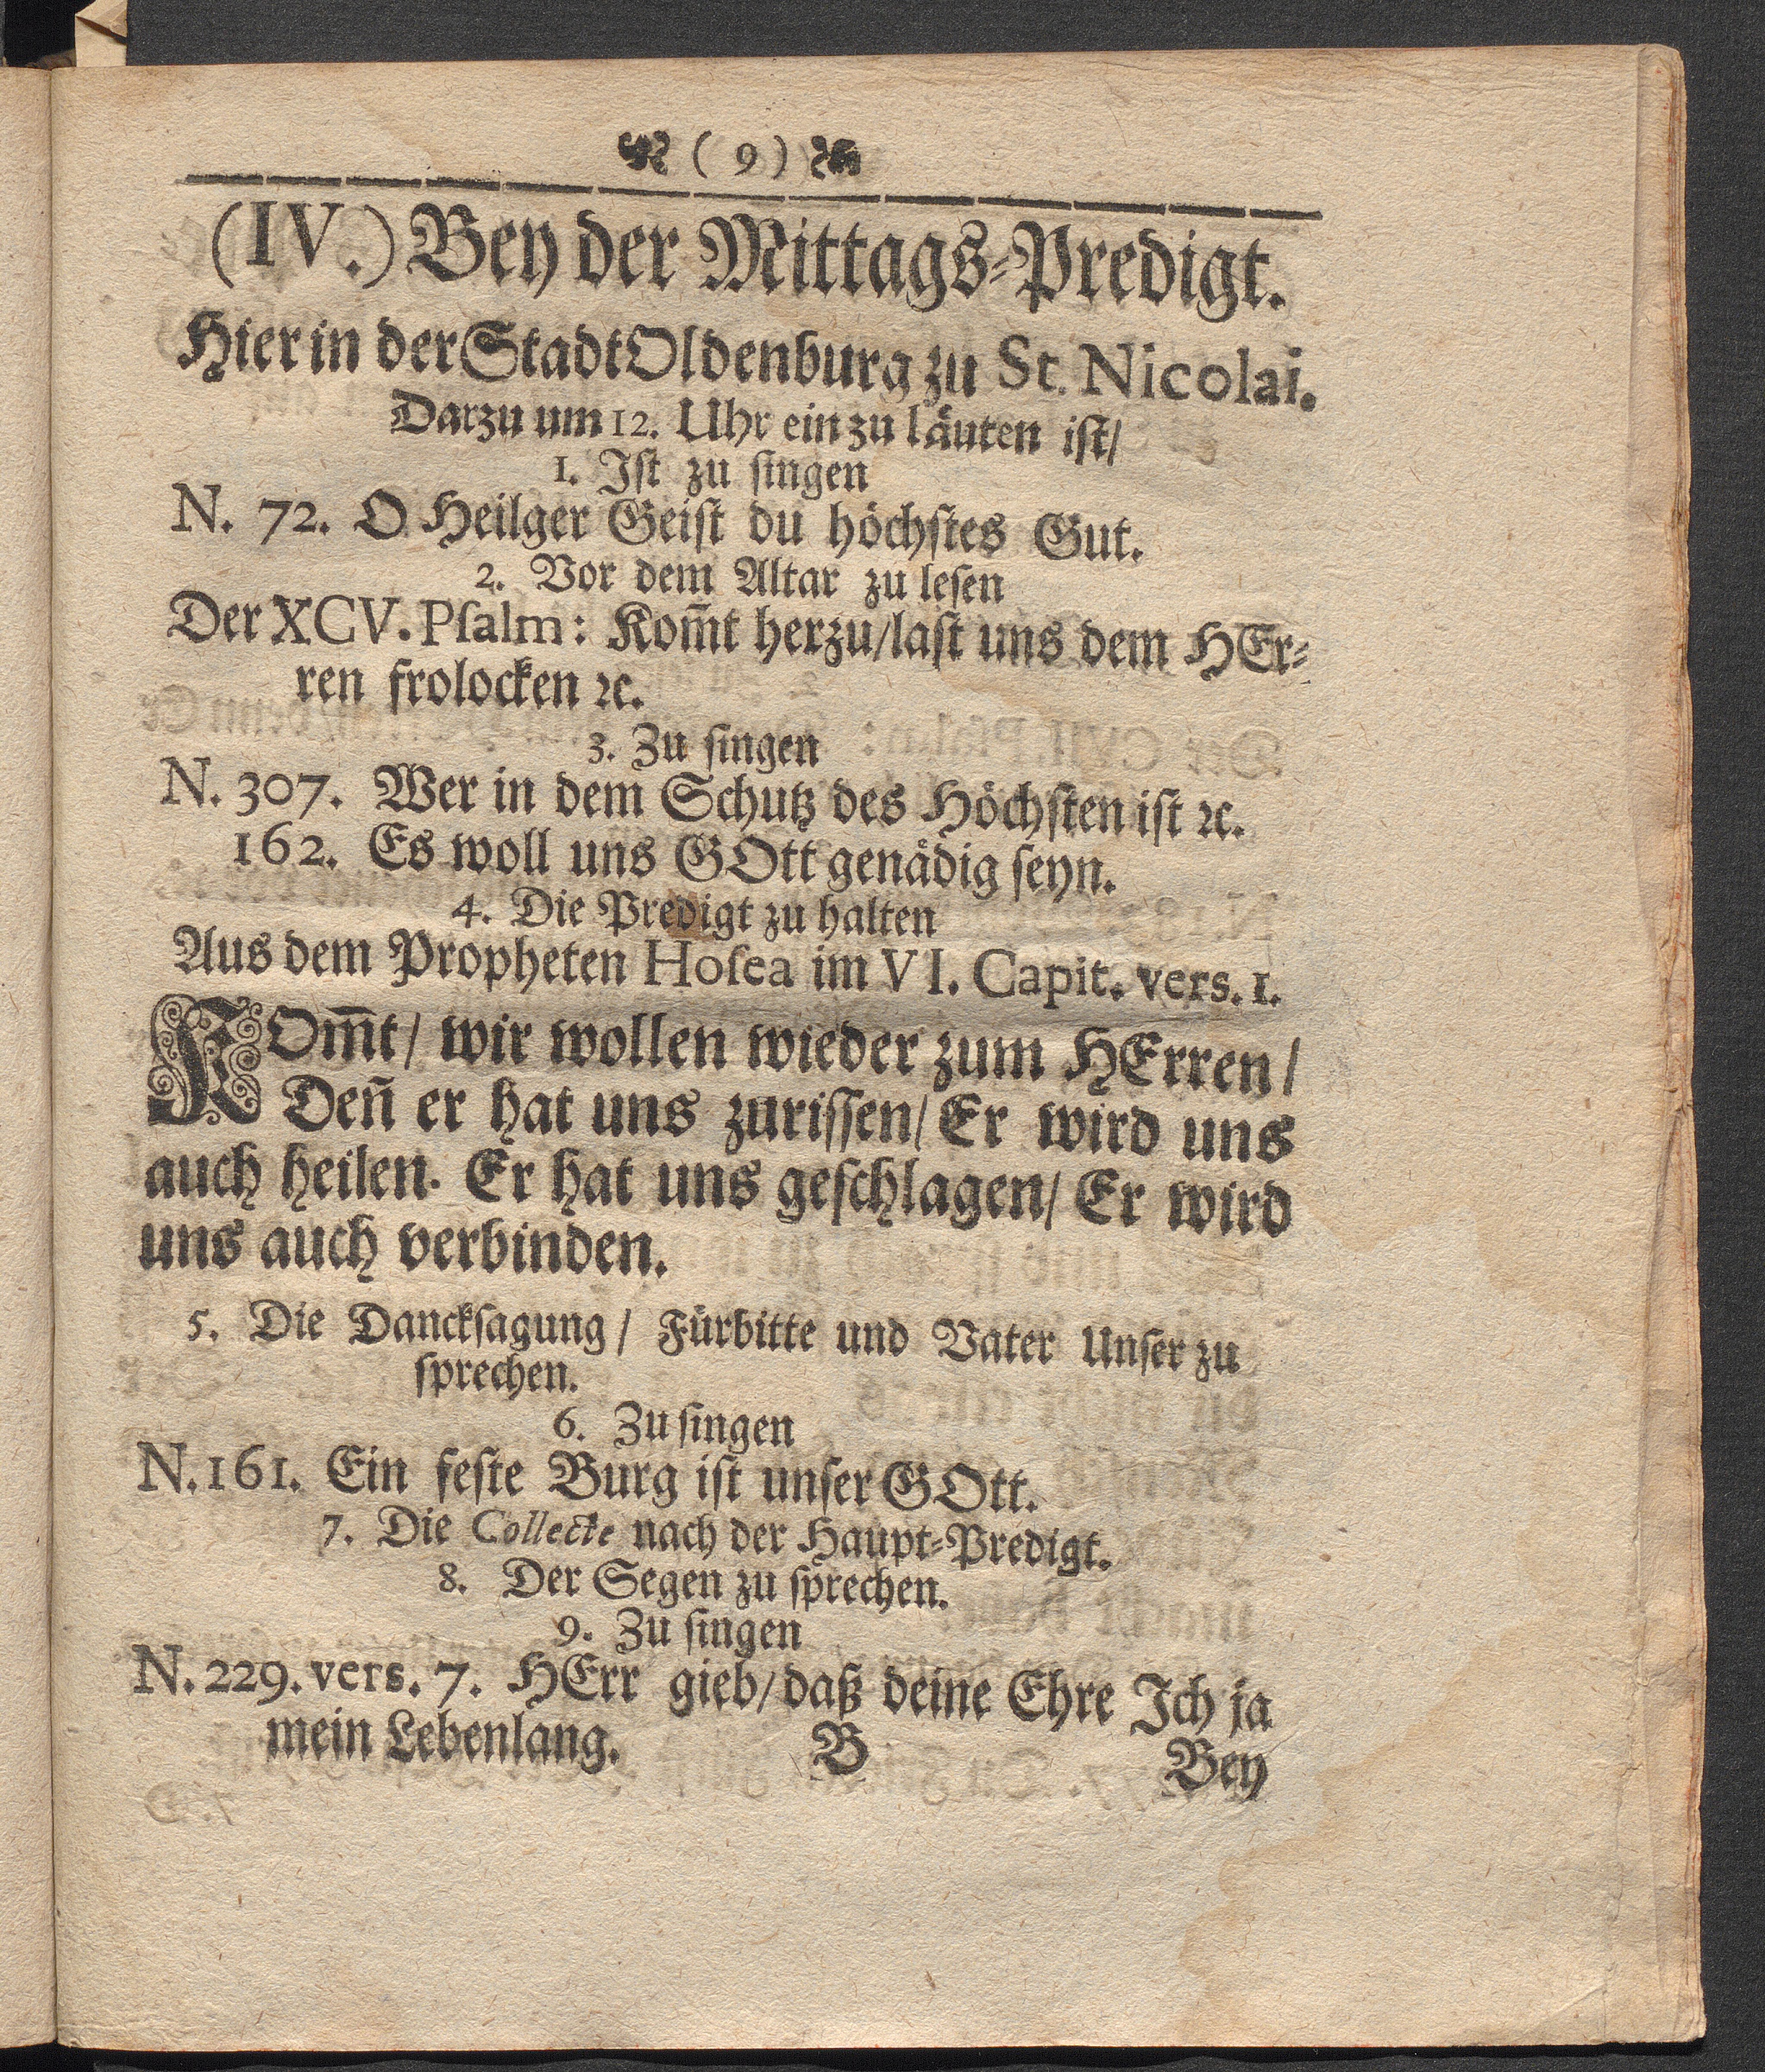 ( 9 )
(IV.) Bey der Mittags-Predigt.
Hier in der Stadt Oldenburg zu St. Nicolai.
Darzu um 12. Uhr ein zu läuten ist/
1. Ist zu singen
N. 72. O Heilger Geist du höchstes Gut.
2. Vor dem Altar zu lesen
Der XCV. Psalm: Kom̄t herzu/ last uns dem HEr-
ren frolocken ꝛc.
3. Zu singen
N. 307. Wer in dem Schutz des Höchsten ist ꝛc.
162. Es woll uns GOtt genädig seyn.
4. Die Predigt zu halten
Aus dem Propheten Hosea im VI. Capit. vers. 1.
KOm̄t/ wir wollen wieder zum HErren/
Deñ er hat uns zurissen/ Er wird uns
auch heilen. Er hat uns geschlagen/ Er wird
uns auch verbinden.
5. Die Dancksagung/ Fürbitte und Vater Unser zu
sprechen.
6. Zu singen
N. 161. Ein feste Burg ist unser GOtt.
7. Die Collecte nach der Haupt-Predigt.
8. Der Segen zu sprechen.
9. Zu singen
N. 229. vers. 7. HErr gieb/ daß deine Ehre Ich ja
mein Lebenlang. B Bey